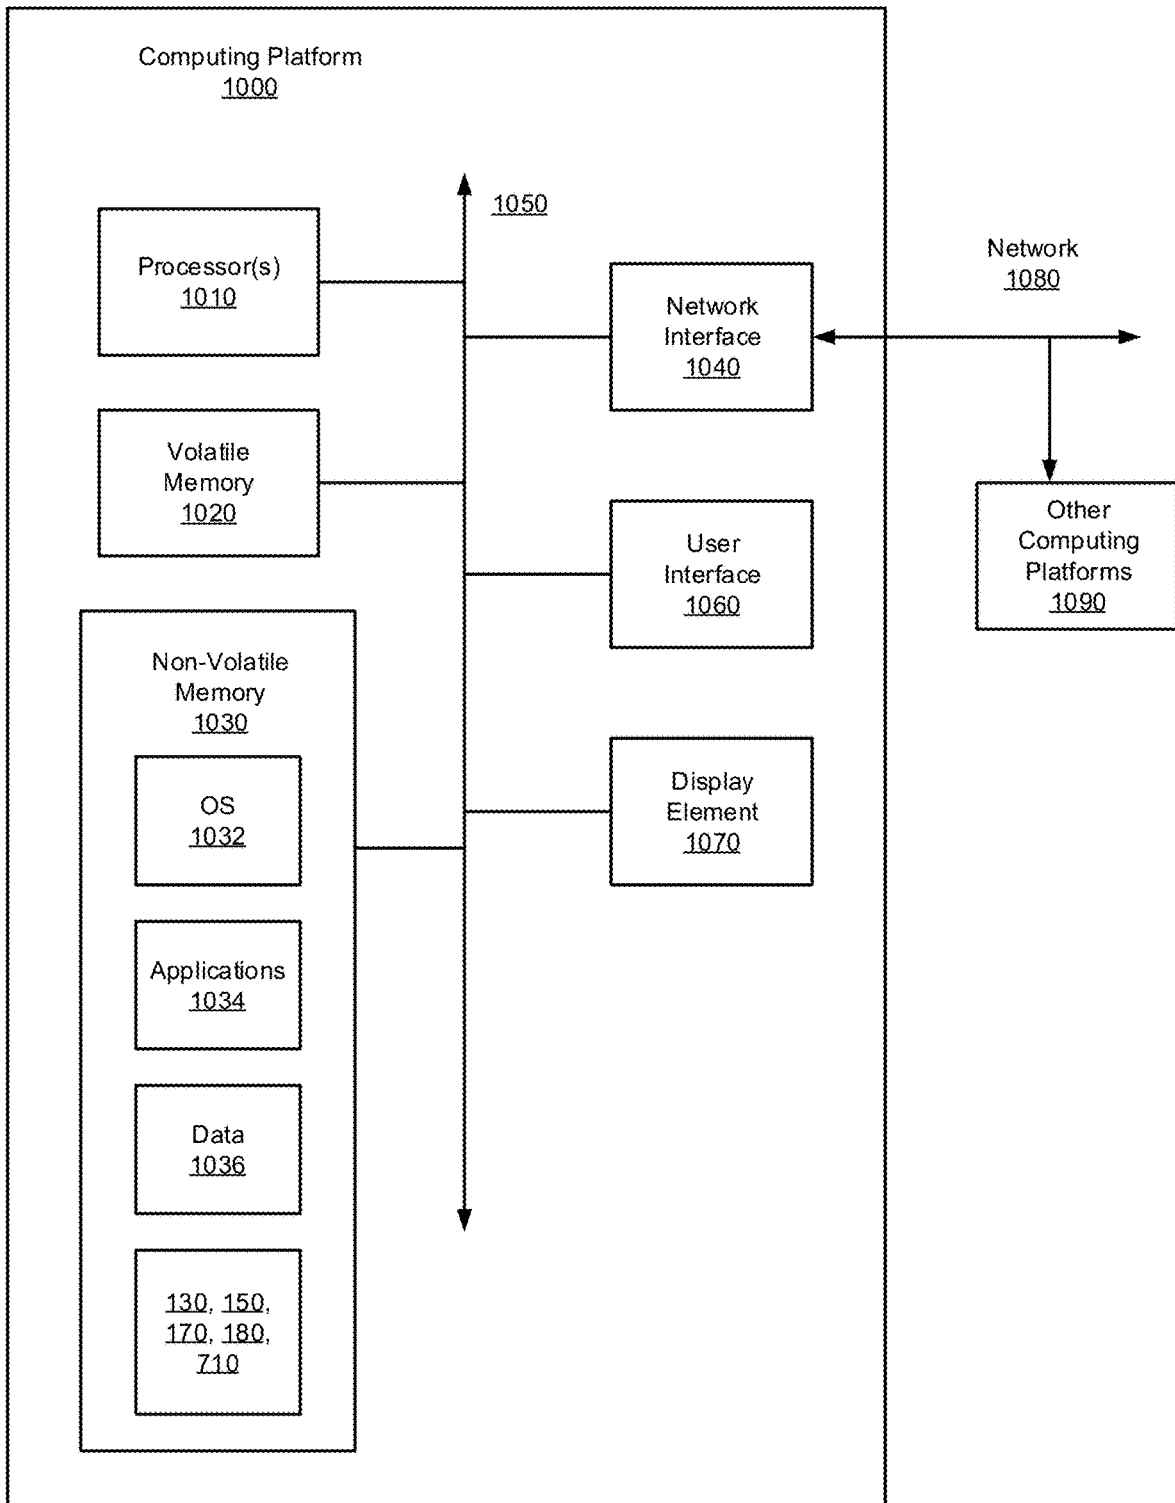 Computing Platform
1000
1050
Processor(s)
1010
Network
Interface
1040
Network
1080
Volatile
Memory
1020
User
Interface
1060
Other
Computing
Platforms
1090
Non-Volatile
Memory
1030
OS
1032
Display
Element
1070
Applications
1034
Data
1036
130, 150,
170, 180,
710